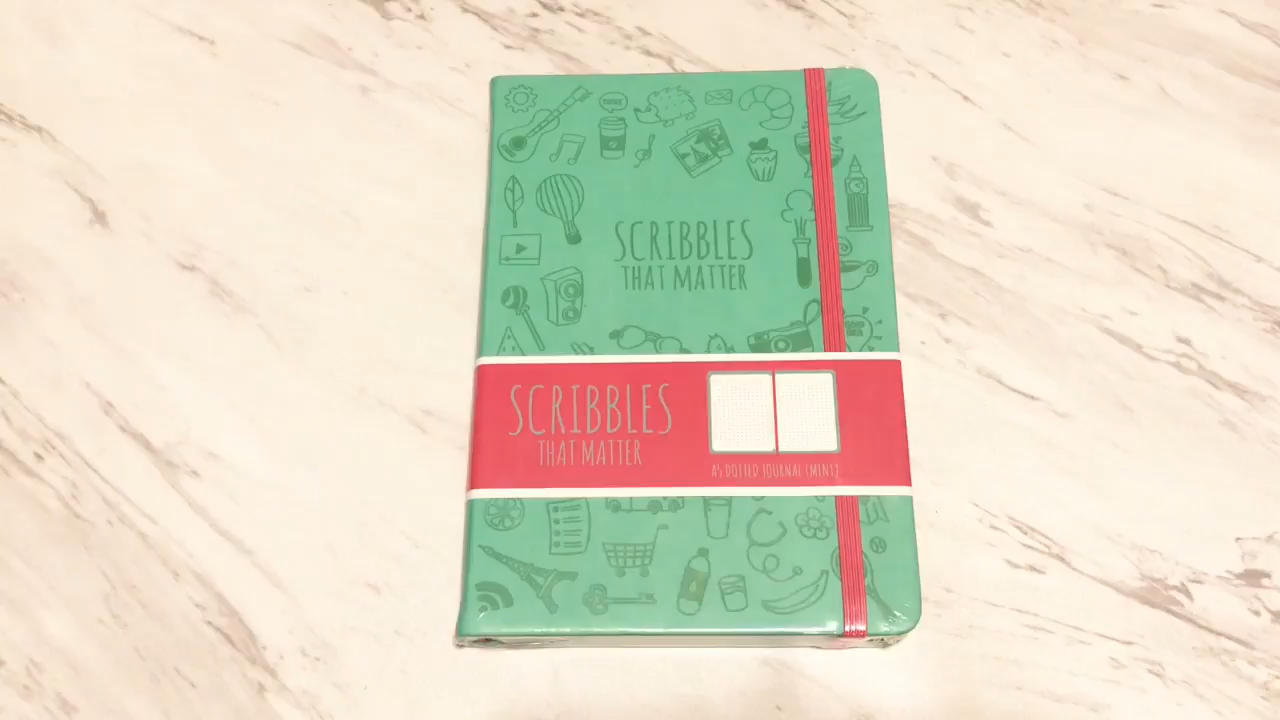 SCRIBBLES
THAT MATTER
SCRIBBLES
THAT MATTER
A5 DOTTED JOURNAL (MINT)